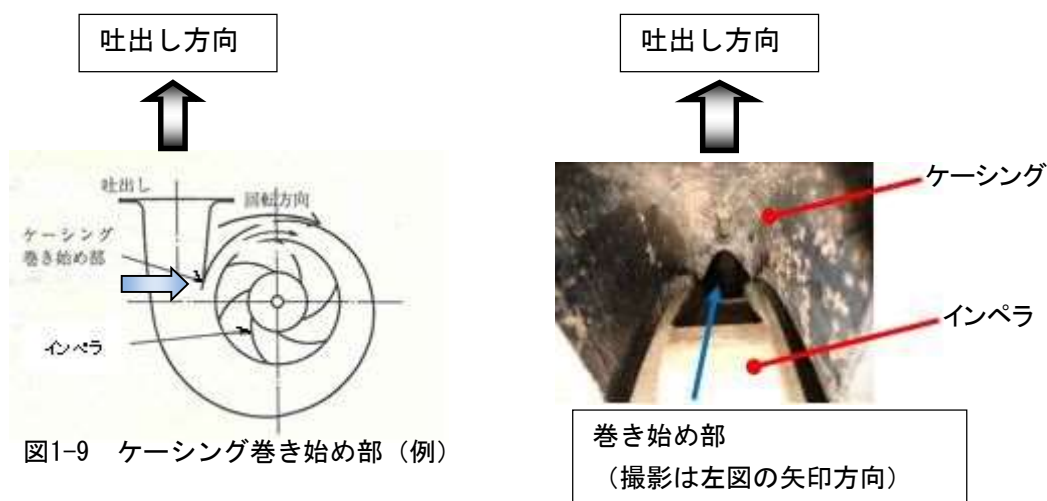 吐出し方向
吐出し方向
吐出し
回転方向
ケーシング
巻き始め部
インペラ
図1-9 ケーシング巻き始め部（例）
ケーシング
インペラ
巻き始め部
（撮影は左図の矢印方向）